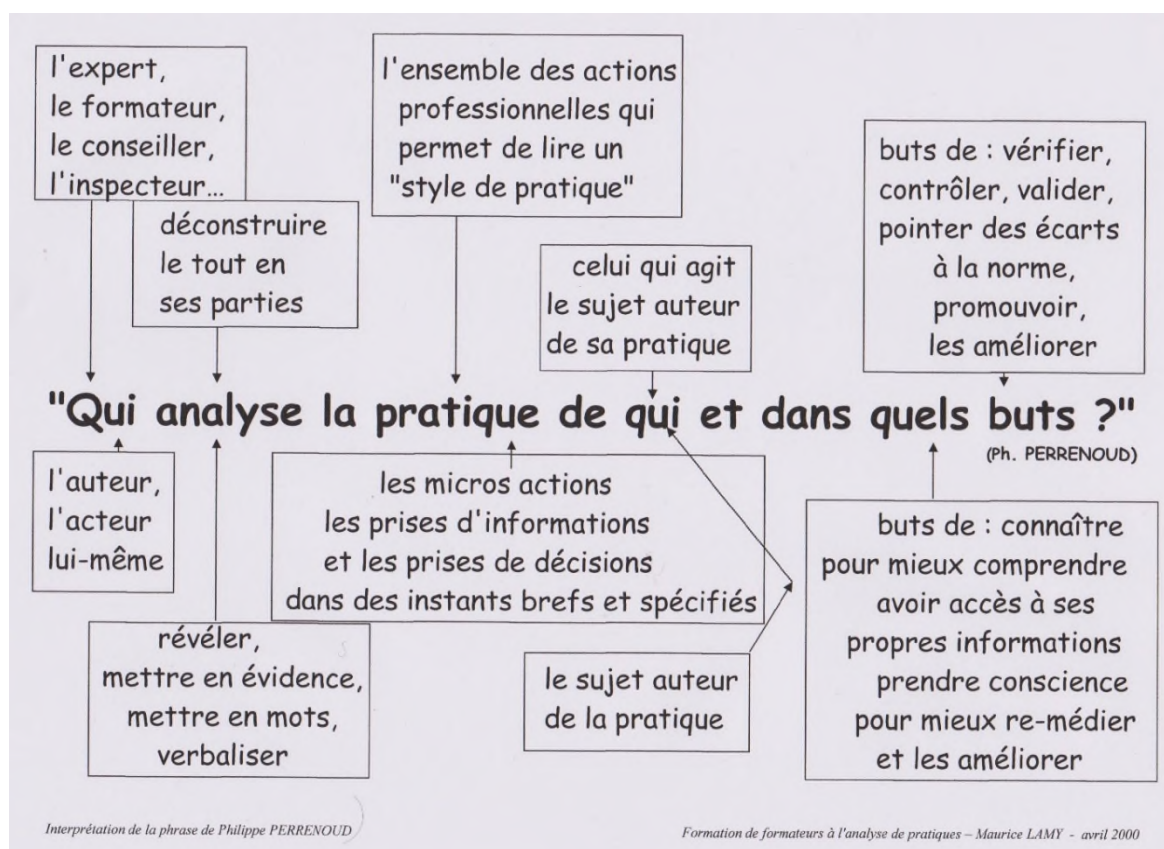 l'expert,
le formateur,
le conseiller,
l'inspecteur...
déconstruire
le tout en
ses parties
l'ensemble des actions
professionnelles qui
permet de lire un
"style de pratique"
celui qui agit
le sujet auteur
de sa pratique
buts de : vérifier,
contrôler, valider,
pointer des écarts
à la norme,
promouvoir,
les améliorer
"Qui analyse la pratique de qui et dans quels buts ?"
(Ph. PERRENOUD)
l'auteur,
l'acteur
lui-même
révéler,
mettre en évidence,
mettre en mots,
verbaliser
les micros actions
les prises d'informations
et les prises de décisions
dans des instants brefs et spécifiés
le sujet auteur
de la pratique
buts de : connaître
pour mieux comprendre
avoir accès à ses
propres informations
prendre conscience
pour mieux re-médier
et les améliorer
Interprétation de la phrase de Philippe PERRENOUD
Formation de formateurs à l'analyse de pratiques – Maurice LAMY - avril 2000